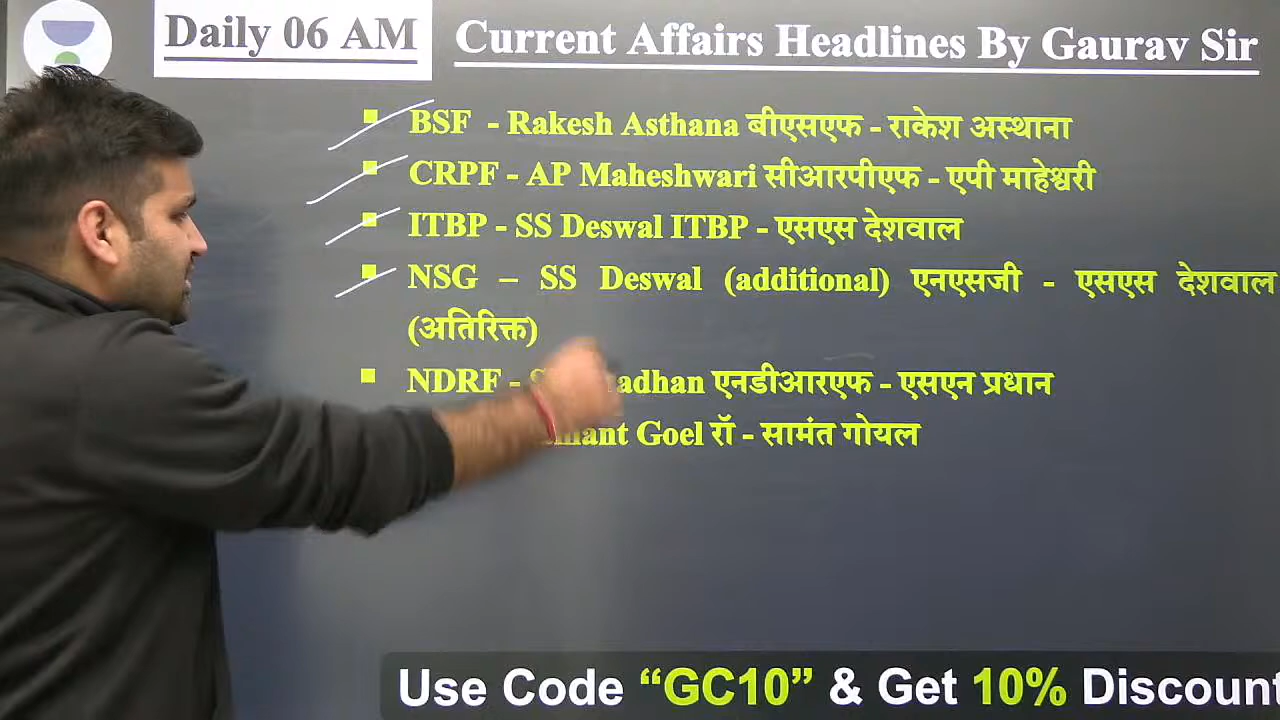 Daily 06 AM
Current Affairs Headlines By Gaurav Sir
BSF - Rakesh Asthana बीएसएफ - राकेश अस्थाना
CRPF - AP Maheshwari सीआरपीएफ - एपी माहेश्वरी
ITBP - SS Deswal ITBP - एसएस देशवाल
NSG – SS Deswal (additional) एनएसजी - एसएस देशवाल
(अतिरिक्त)
NDRF - एनडीआरएफ - एसएन प्रधान
Goel रॉ - सामंत गोयल
Use Code “GC10” & Get 10% Discount